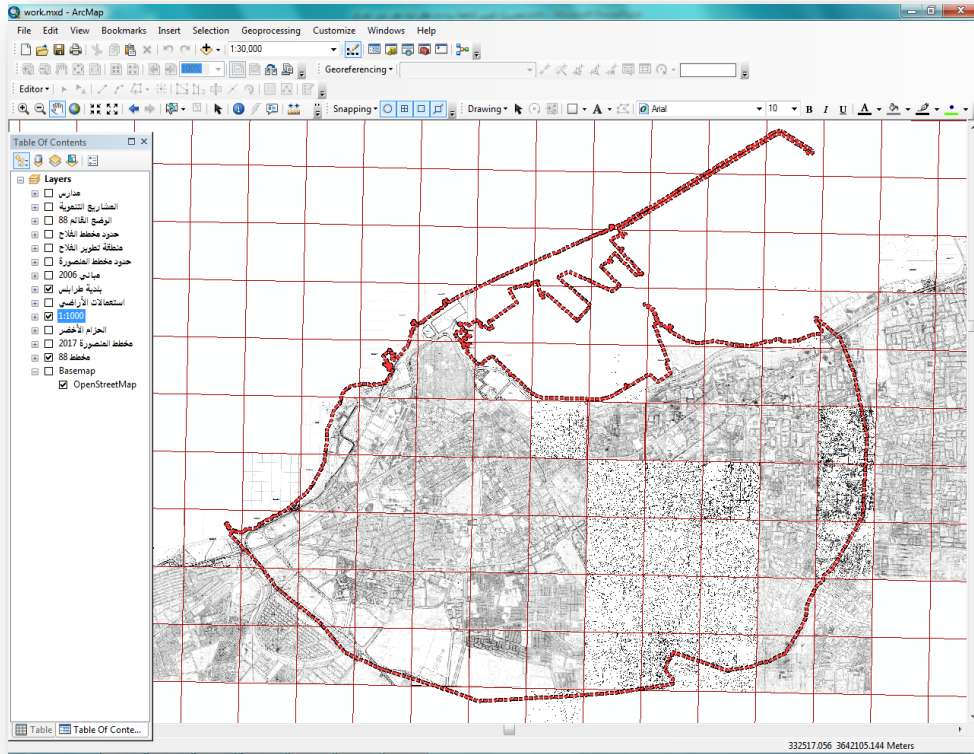 work.mxd - ArcMap
File Edit View Bookmarks Insert Selection Geoprocessing Customize Windows Help
1:30,000
100% Georeferencing
Editor
Snapping Drawing Arial 10 B I U A
Table Of Contents
Layers
مدارس
المشاريع التنموية
الوضع القائم 88
حدود مخطط الفلاح
منطقة تطوير الفلاح
حدود مخطط المنصورة
مباني 2006
بلدية طرابلس
استعمالات الأراضي
1:1000
الحزام الأخضر
مخطط المنصورة 2017
مخطط 88
Basemap
OpenStreetMap
Table Table Of Conte...
332517.056 3642105.144 Meters